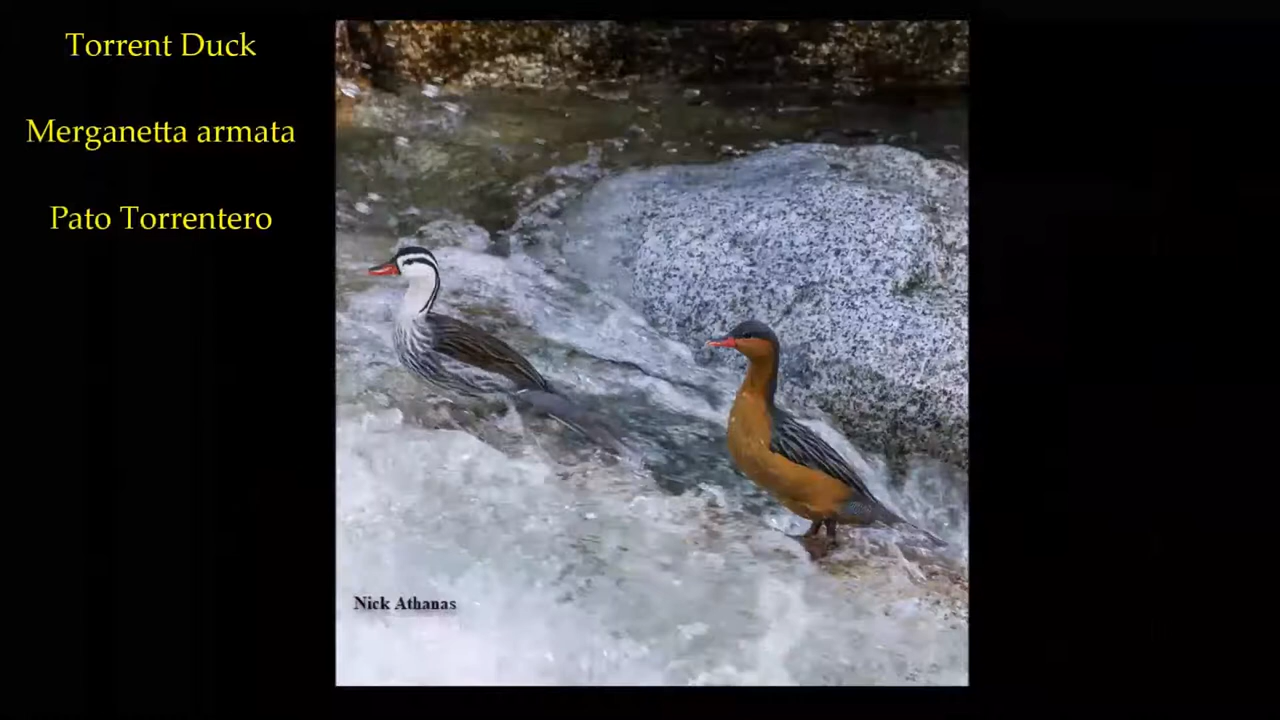 Torrent Duck
Merganetta armata
Pato Torrentero
Nick Athanas